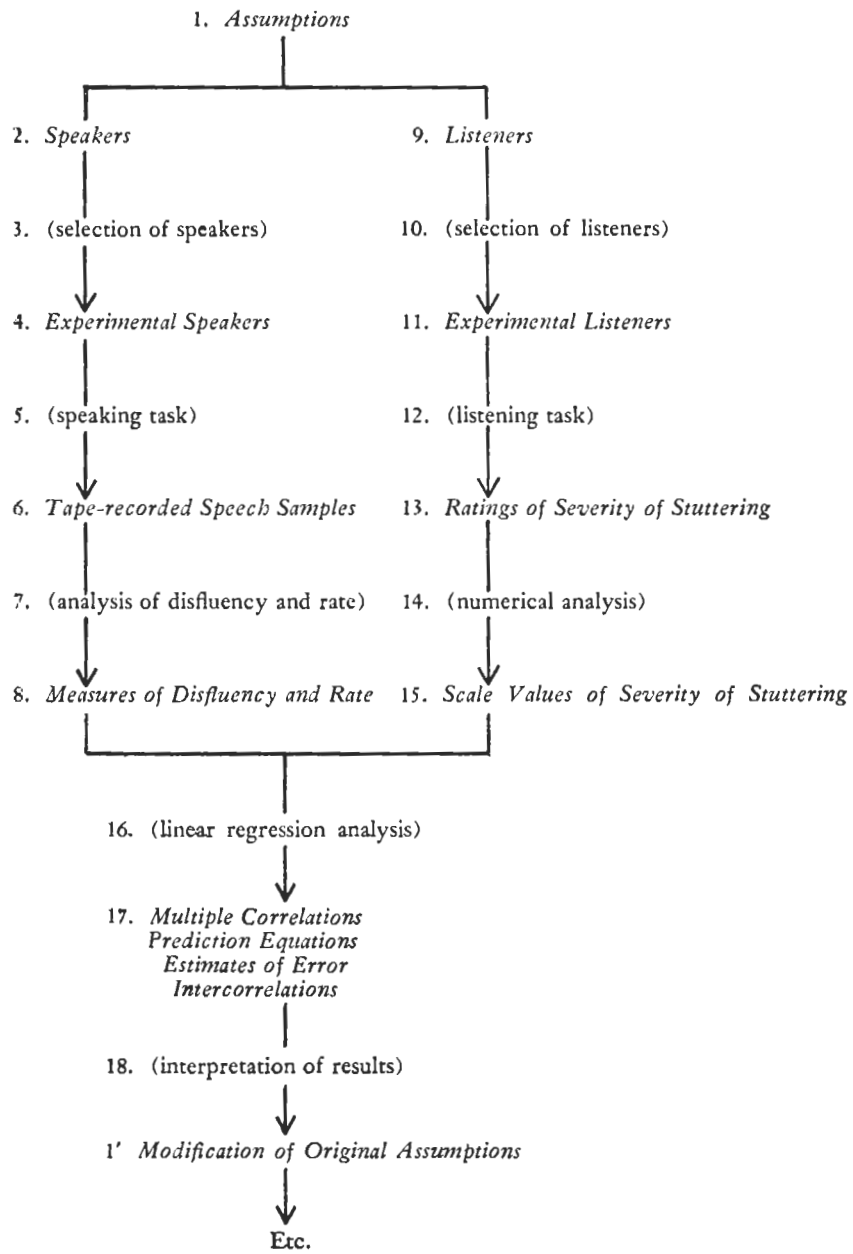 1. Assumptions
2. Speakers
3. (selection of speakers)
4. Experimental Speakers
5. (speaking task)
6. Tape-recorded Speech Samples
7. (analysis of disfluency and rate)
8. Measures of Disfluency and Rate
9. Listeners
10. (selection of listeners)
11. Experimental Listeners
12. (listening task)
13. Ratings of Severity of Stuttering
14. (numerical analysis)
15. Scale Values of Severity of Stuttering
16. (linear regression analysis)
17. Multiple Correlations
Prediction Equations
Estimates of Error
Intercorrelations
18. (interpretation of results)
1' Modification of Original Assumptions
Etc.